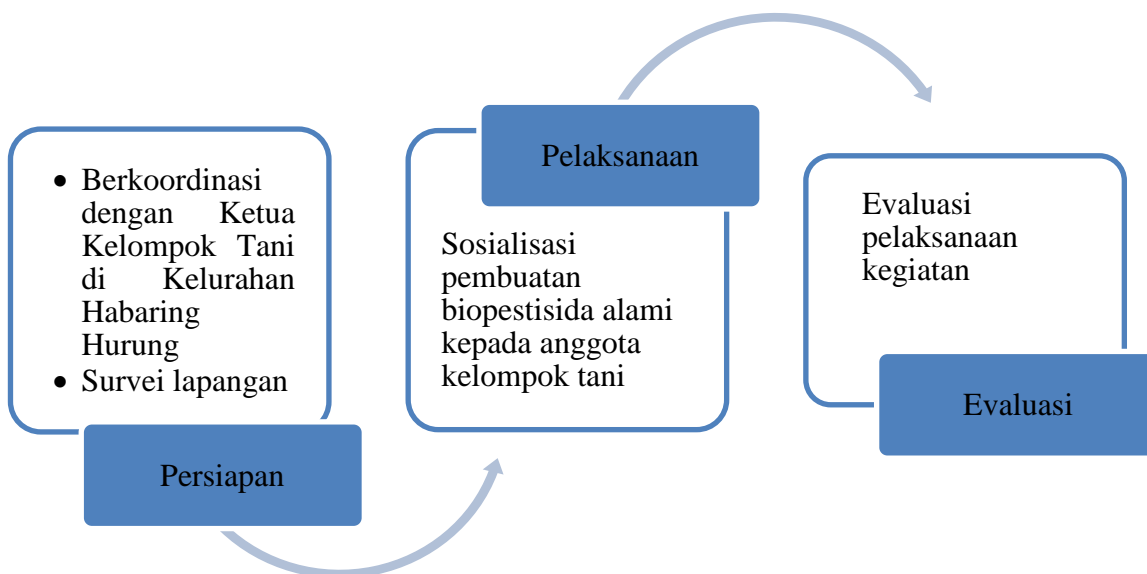 • Berkoordinasi
dengan Ketua
Kelompok Tani
di Kelurahan
Habaring
Hurung
• Survei lapangan
Persiapan
Pelaksanaan
Sosialisasi
pembuatan
biopestisida alami
kepada anggota
kelompok tani
Evaluasi
pelaksanaan
kegiatan
Evaluasi